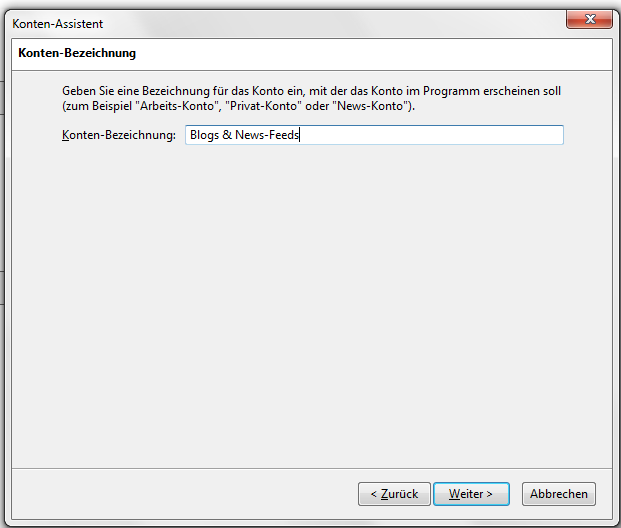 Konten-Assistent
Konten-Bezeichnung
Geben Sie eine Bezeichnung für das Konto ein, mit der das Konto im Programm erscheinen soll
(zum Beispiel "Arbeits-Konto", "Privat-Konto" oder "News-Konto").
Konten-Bezeichnung: Blogs & News-Feeds
< Zurück Weiter > Abbrechen